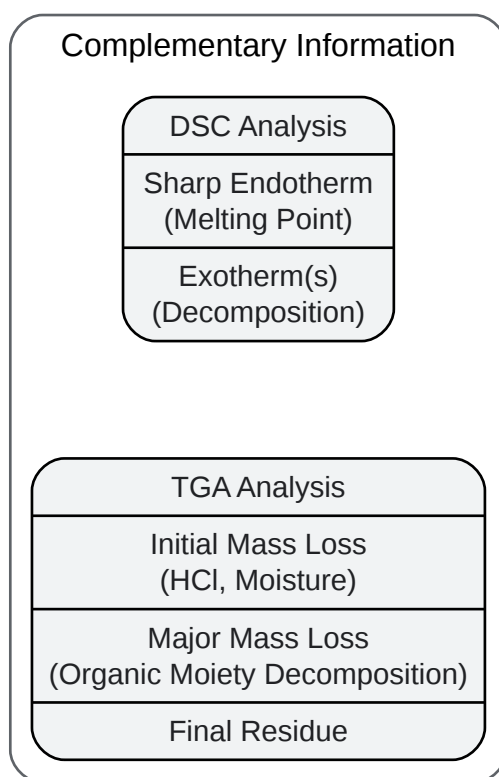 Complementary Information
DSC Analysis
Sharp Endotherm
(Melting Point)
Exotherm(s)
(Decomposition)
TGA Analysis
Initial Mass Loss
(HCl, Moisture)
Major Mass Loss
(Organic Moiety Decomposition)
Final Residue